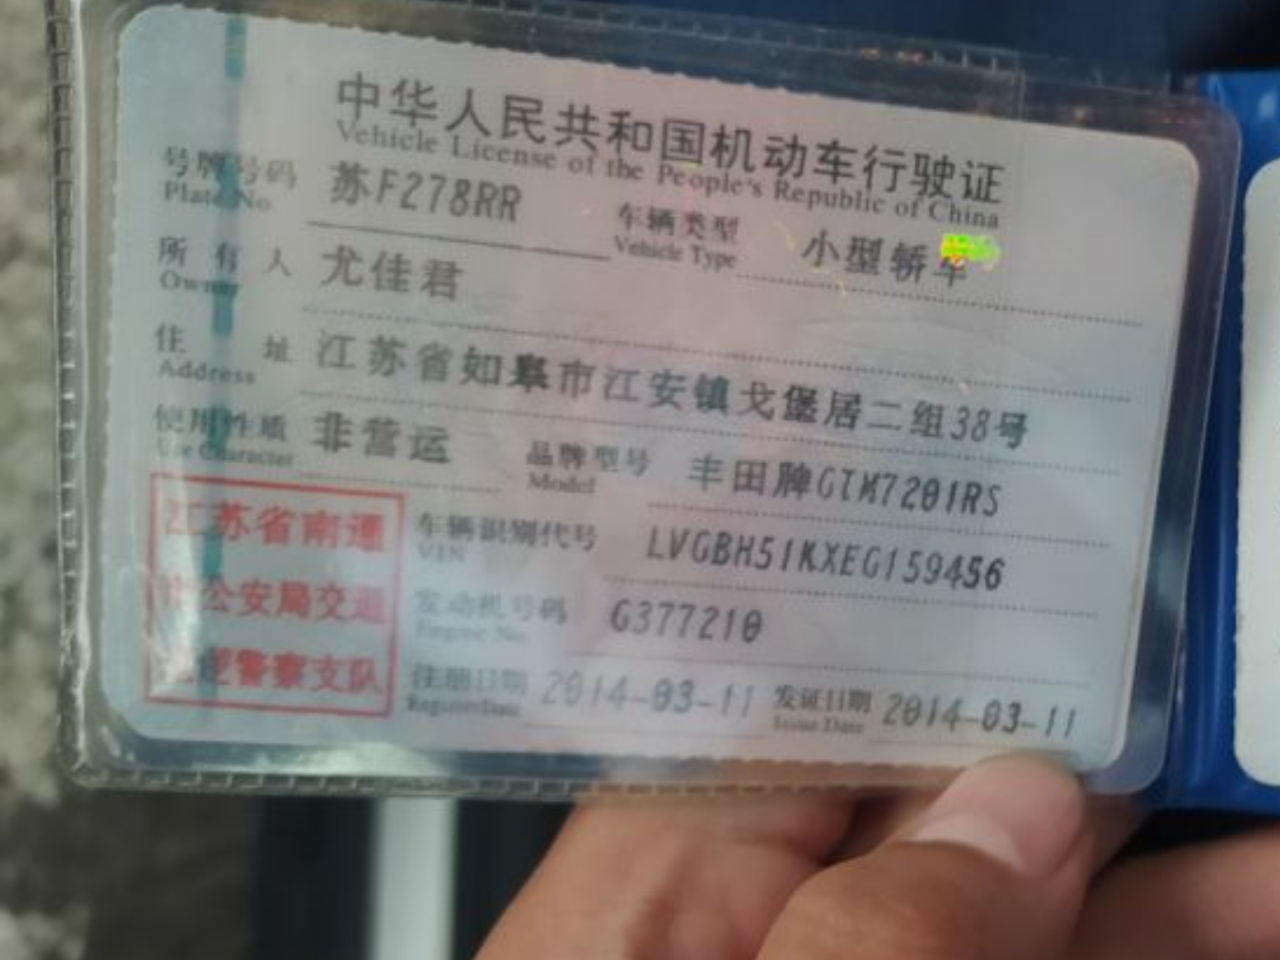 中华人民共和国机动车行驶证
Vehicle License of the People's Republic of China
号牌号码 苏F278RR 车辆类型 小型轿车
Plate No. Vehicle Type
所有人 尤佳君
Owner
住址 江苏省如皋市江安镇戈堡居二组38号
Address
使用性质 非营运 品牌型号 丰田牌GTM7201RS
Use Character Model
江苏省南通
市公安局交通
巡逻警察支队
车辆识别代号 LVGBH51KXEG159456
VIN
发动机号码 G377210
Engine No.
注册日期 2014-03-11 发证日期 2014-03-11
Register Date Issue Date